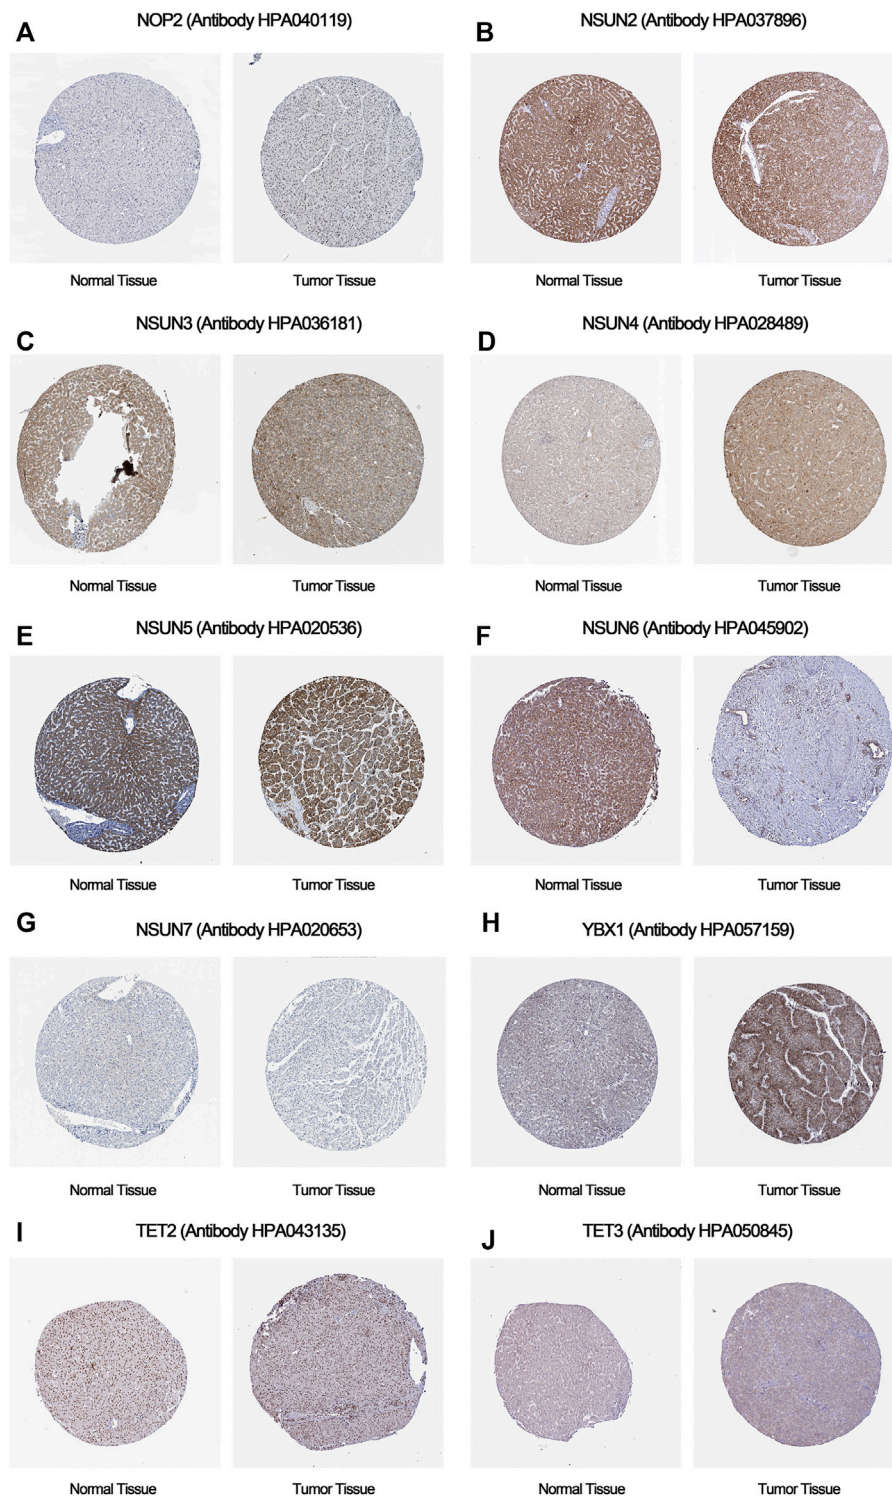 A
NOP2 (Antibody HPA040119)
Normal Tissue
Tumor Tissue
B
NSUN2 (Antibody HPA037896)
Normal Tissue
Tumor Tissue
C
NSUN3 (Antibody HPA036181)
Normal Tissue
Tumor Tissue
D
NSUN4 (Antibody HPA028489)
Normal Tissue
Tumor Tissue
E
NSUN5 (Antibody HPA020536)
Normal Tissue
Tumor Tissue
F
NSUN6 (Antibody HPA045902)
Normal Tissue
Tumor Tissue
G
NSUN7 (Antibody HPA020653)
Normal Tissue
Tumor Tissue
H
YBX1 (Antibody HPA057159)
Normal Tissue
Tumor Tissue
I
TET2 (Antibody HPA043135)
Normal Tissue
Tumor Tissue
J
TET3 (Antibody HPA050845)
Normal Tissue
Tumor Tissue